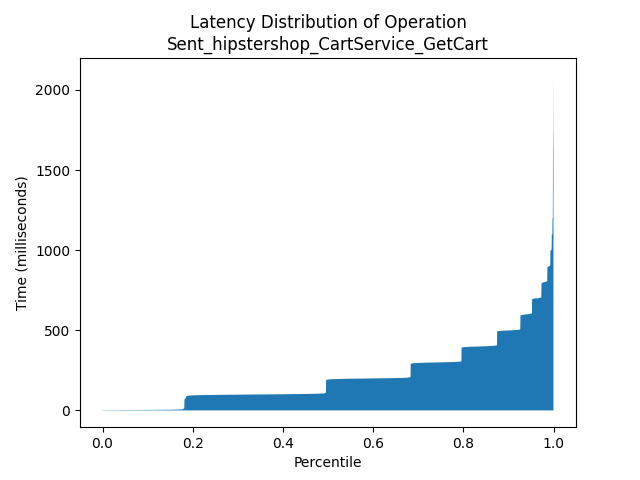 Latency Distribution of Operation
Sent_hipstershop_CartService_GetCart
2000
1500
1000
500
0
Time (milliseconds)
0.0 0.2 0.4 0.6 0.8 1.0
Percentile